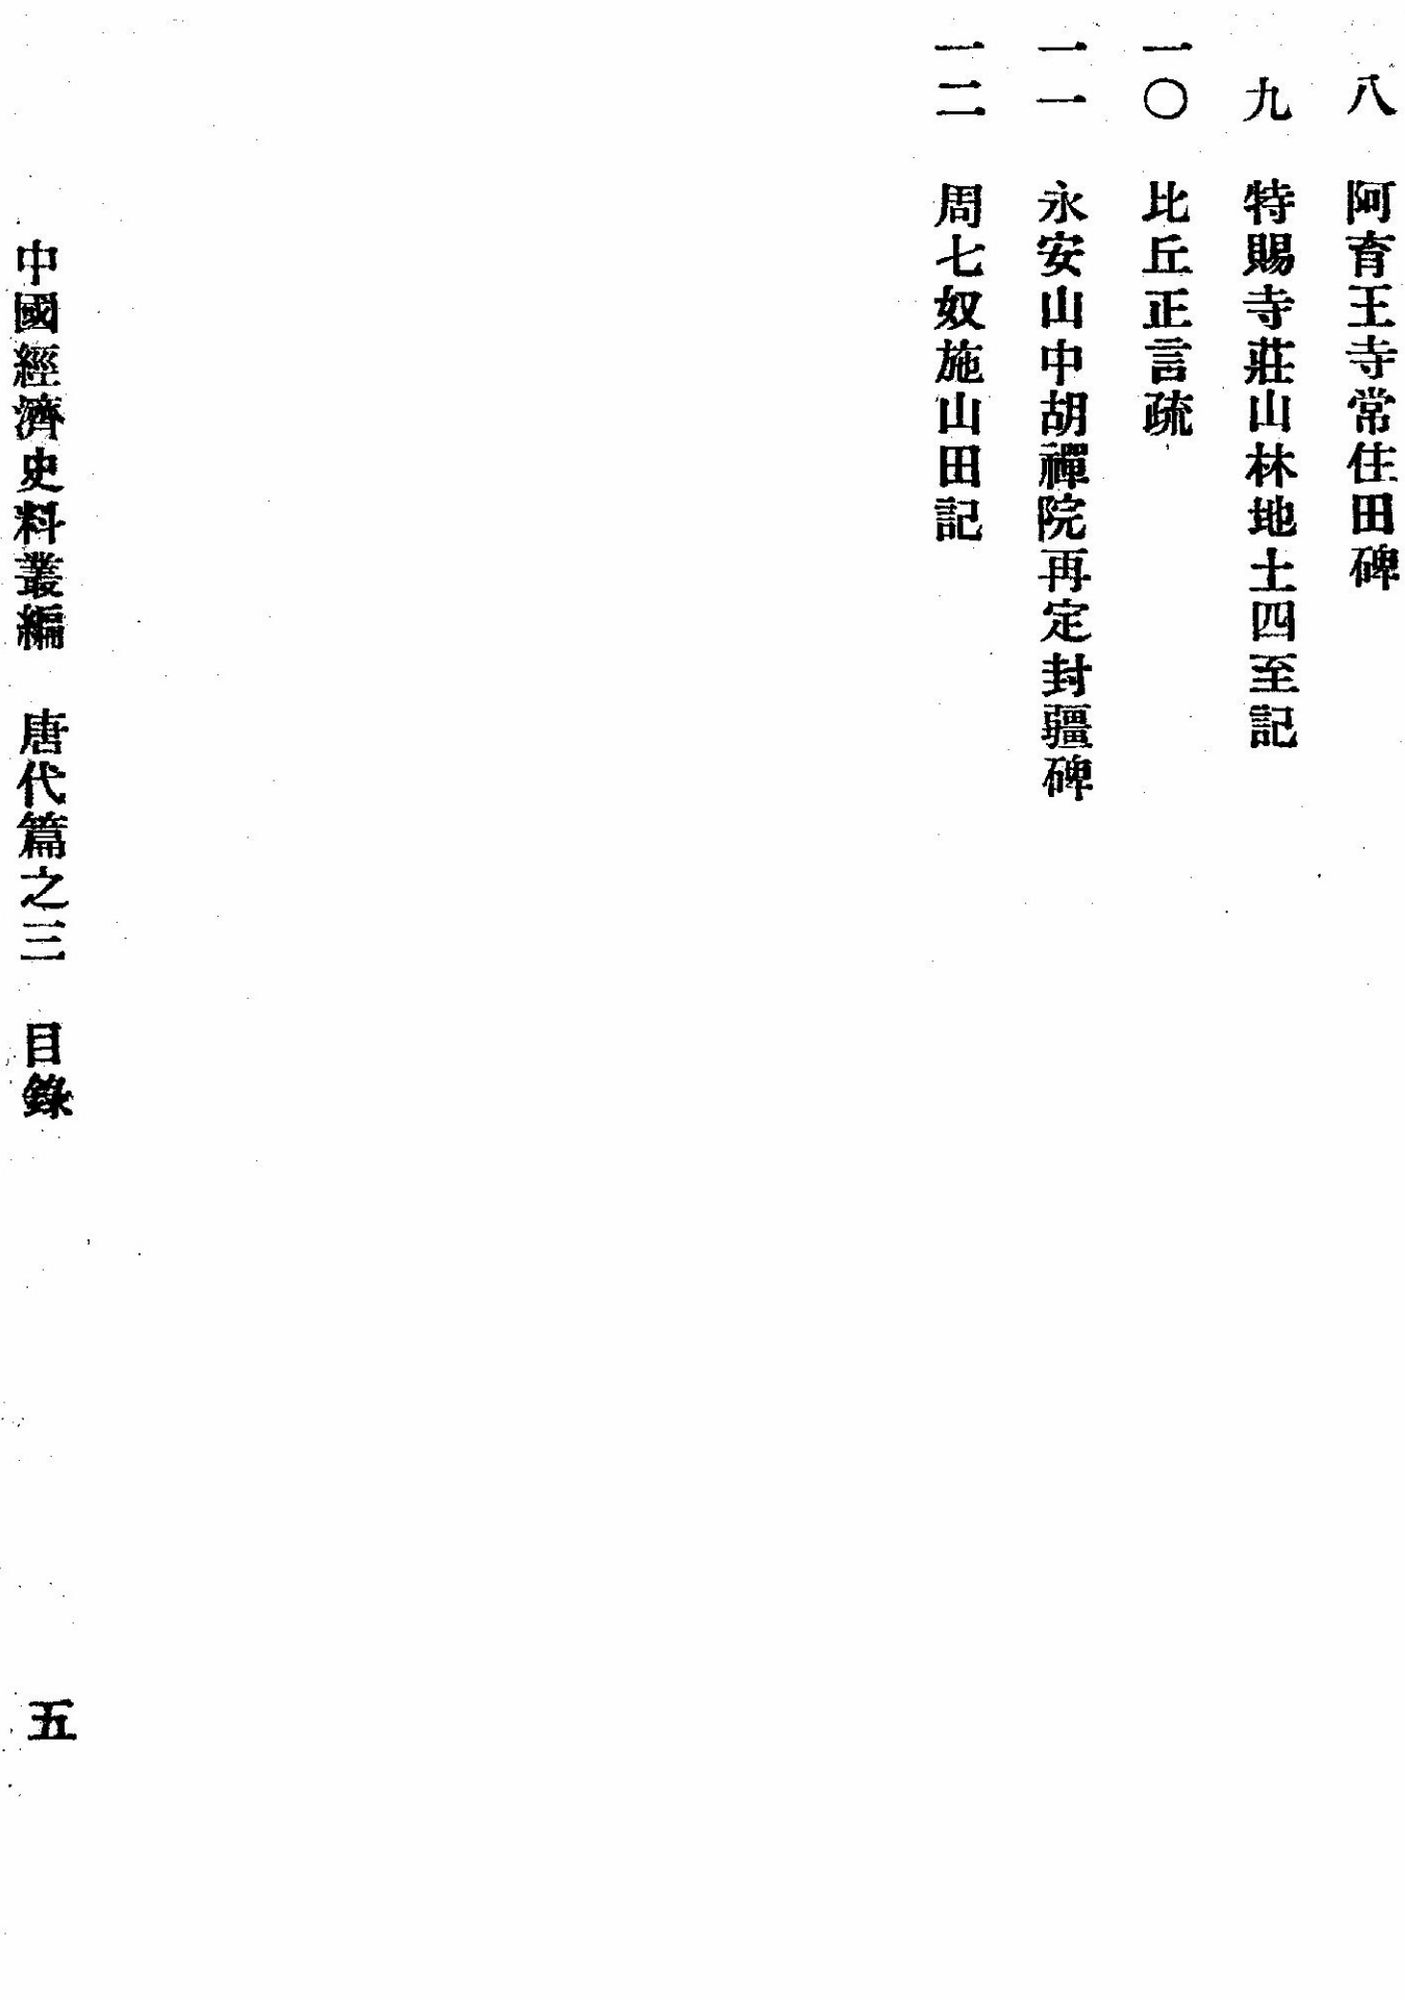 八　阿育王寺常住田碑
九　特賜寺莊山林地土四至記
一〇　比丘正言疏
一一　永安山中胡禪院再定封疆碑
一二　周七奴施山田記
中國經濟史料叢編　唐代篇之三　目錄
五